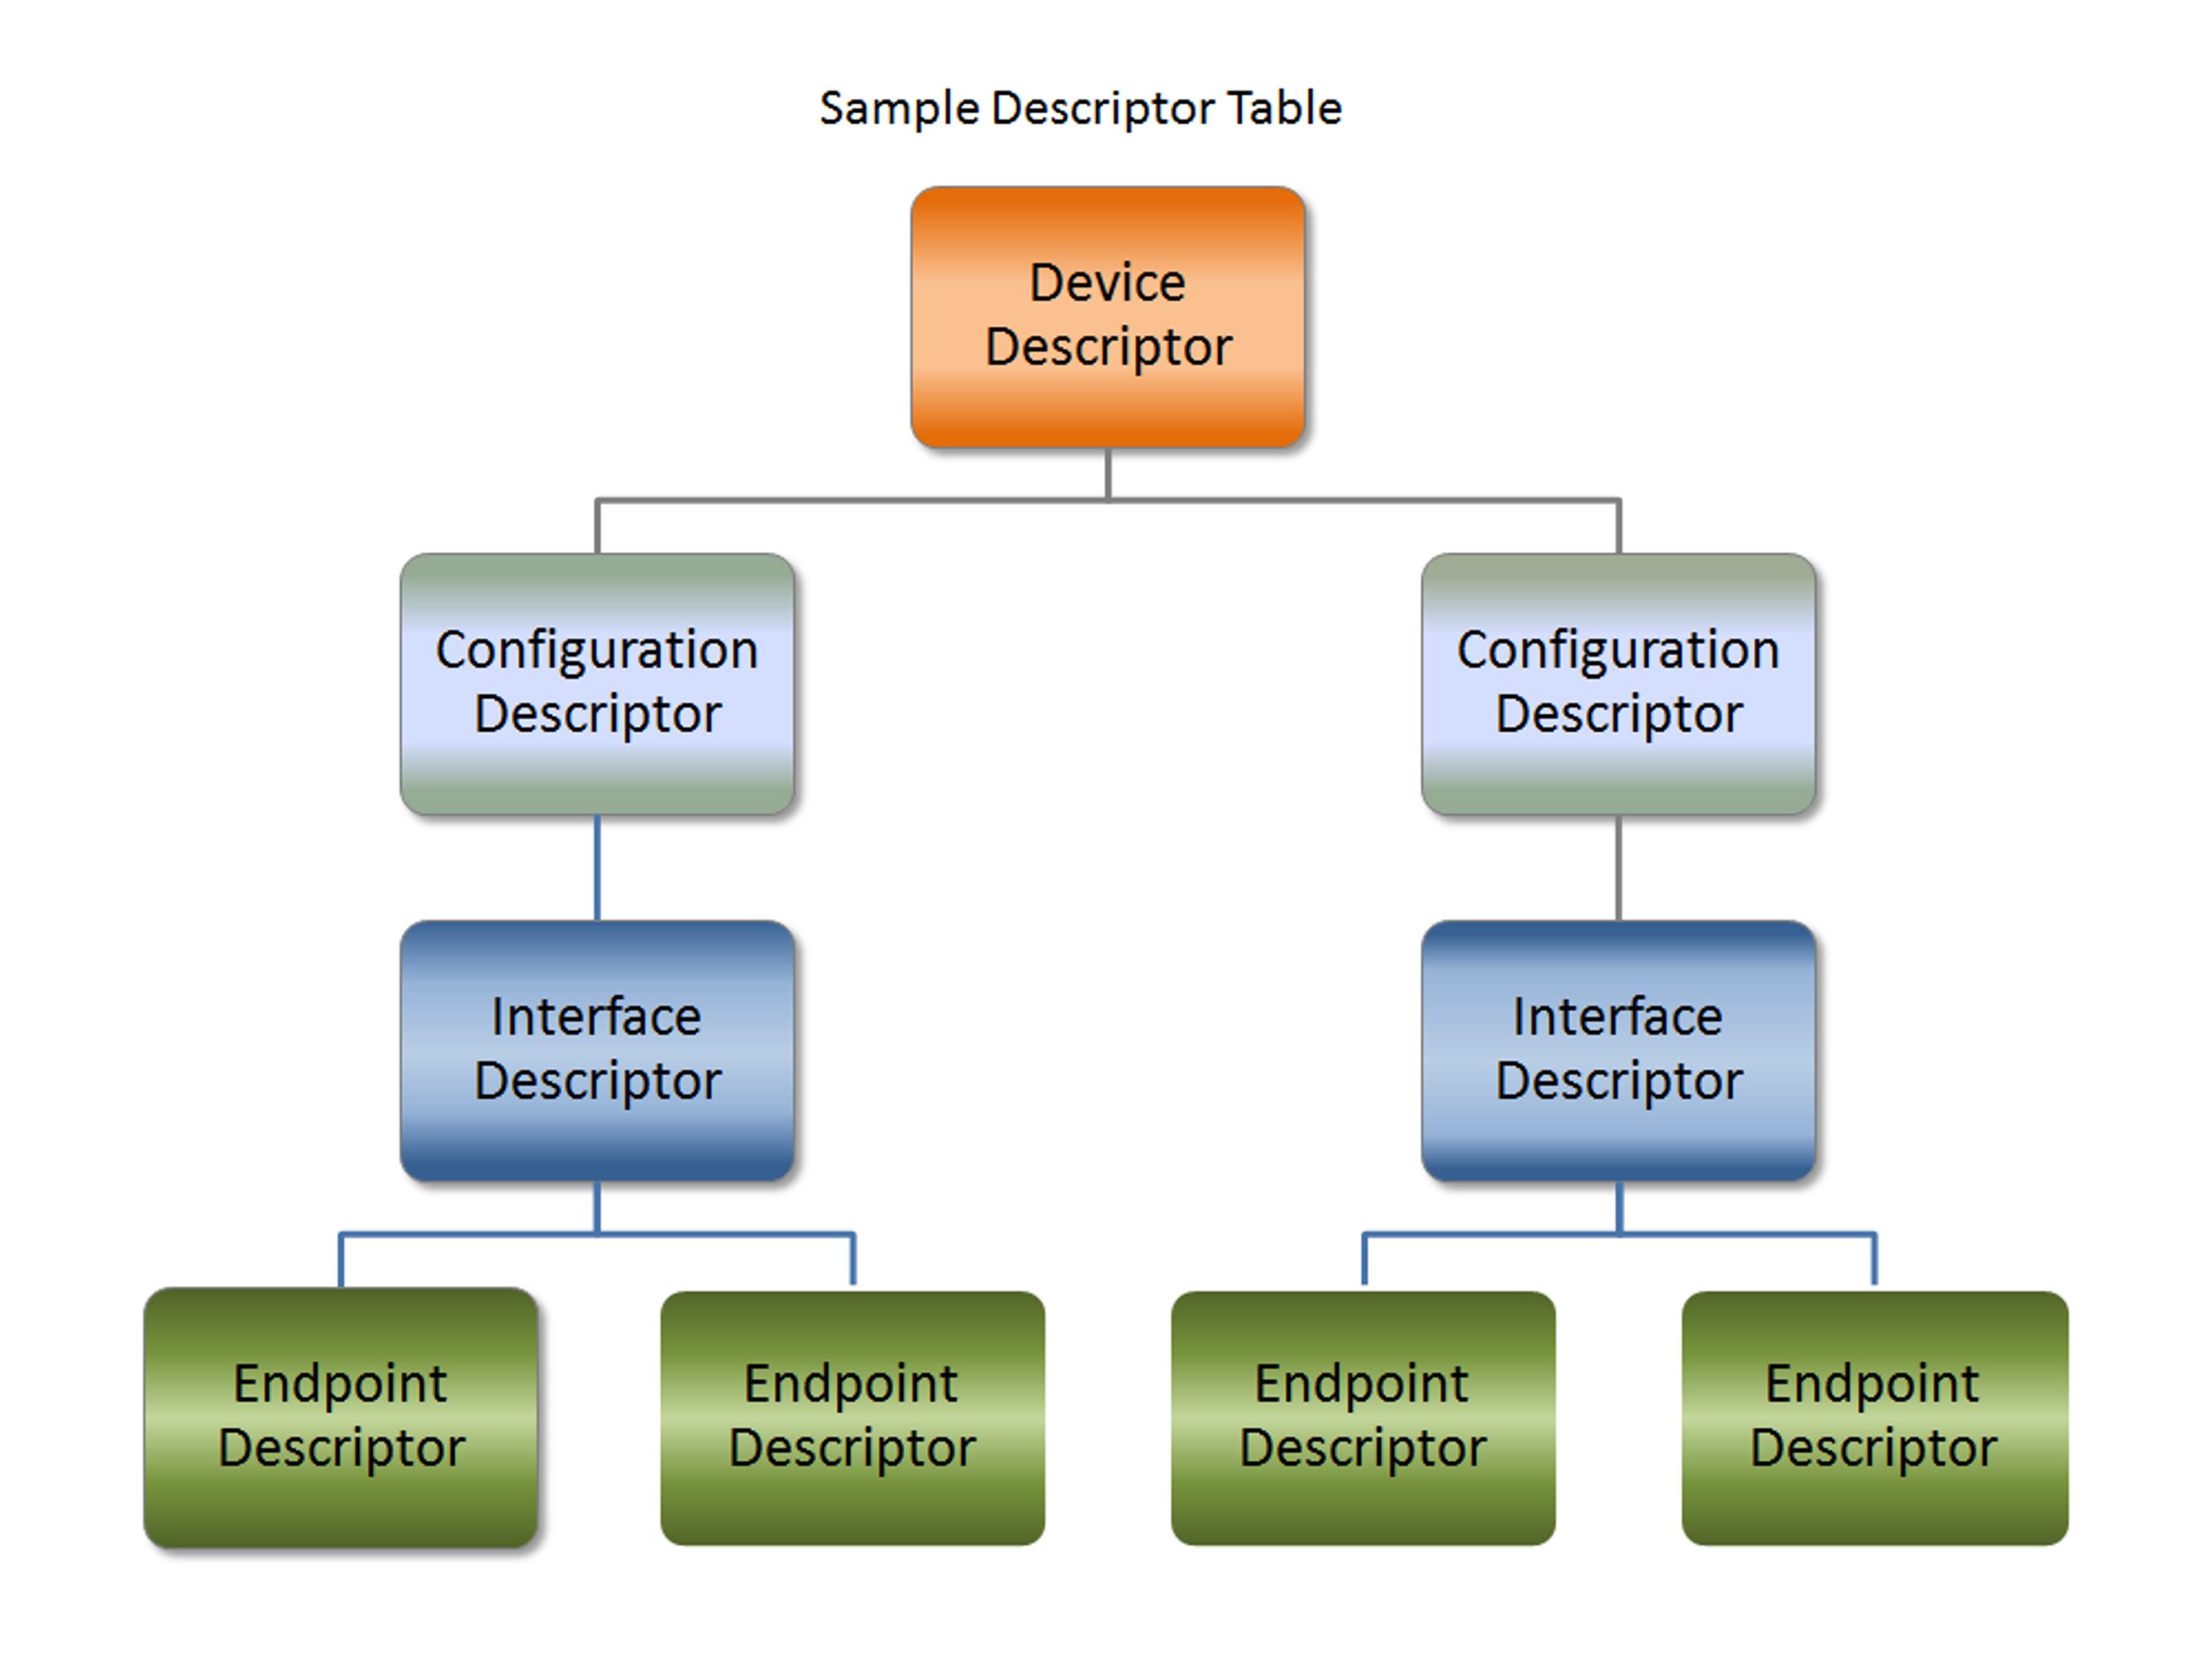 Sample Descriptor Table
Device
Descriptor
Configuration
Descriptor
Configuration
Descriptor
Interface
Descriptor
Interface
Descriptor
Endpoint
Descriptor
Endpoint
Descriptor
Endpoint
Descriptor
Endpoint
Descriptor